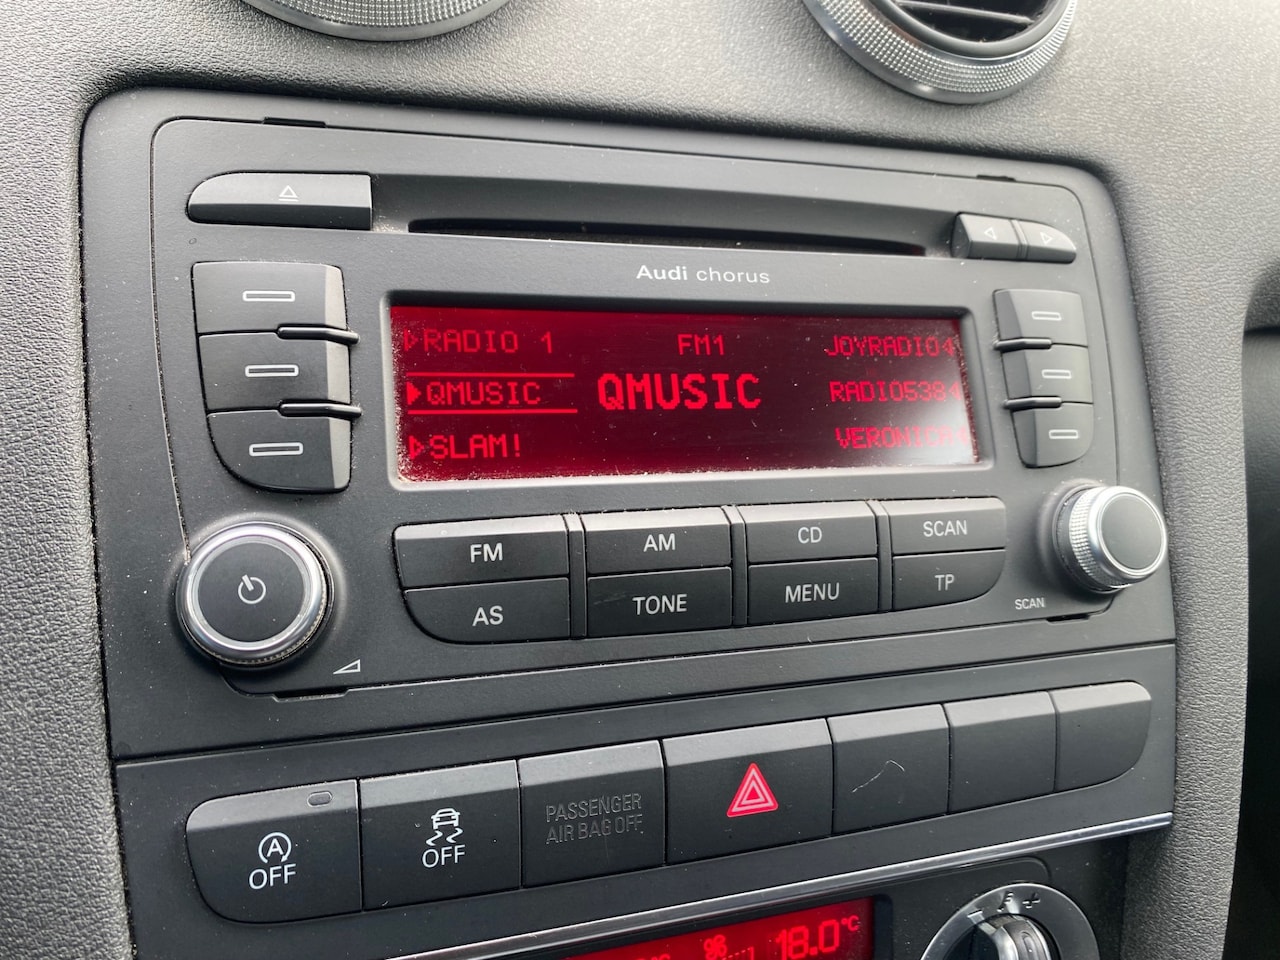 Audi chorus
RADIO 1 FM1 JOYRADIO
QMUSIC QMUSIC RADIO538
SLAM! VERONICA
FM AM CD SCAN
AS TONE MENU TP
SCAN
A
OFF
OFF
PASSENGER
AIR BAG OFF
18.0°C